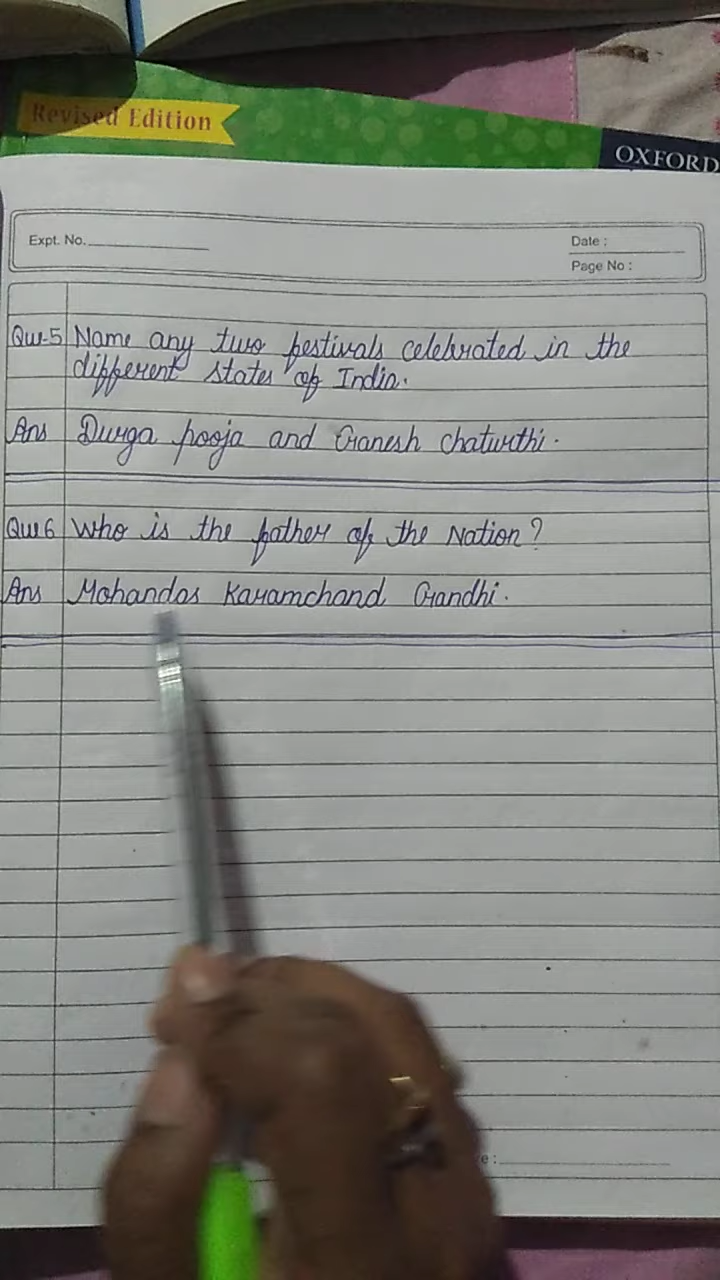 Revised Edition
OXFORD
Expt. No.
Date :
Page No :
Que-5 Name any two festivals celebrated in the
different states of India.
Ans Durga pooja and Ganesh chaturthi.
Que 6 Who is the father of the Nation?
Ans Mohandas Karamchand Gandhi.